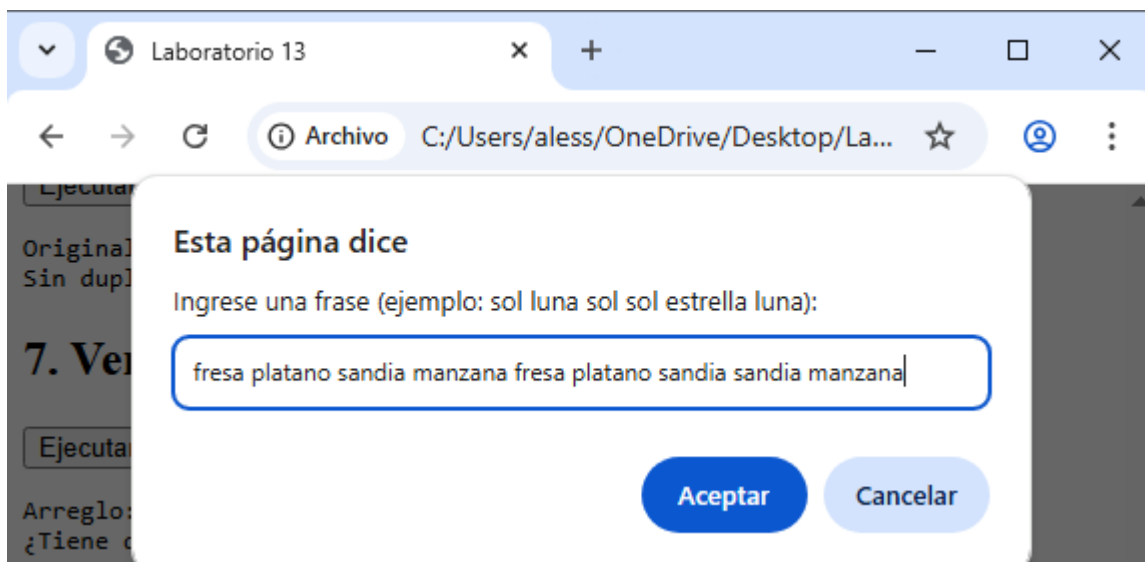 Laboratorio 13
Archivo C:/Users/aless/OneDrive/Desktop/La...
Ejecutar
Original
Sin dupl
Esta página dice
Ingrese una frase (ejemplo: sol luna sol sol estrella luna):
fresa platano sandia manzana fresa platano sandia sandia manzana
7. Ver
Ejecutar
Aceptar
Cancelar
Arreglo:
¿Tiene